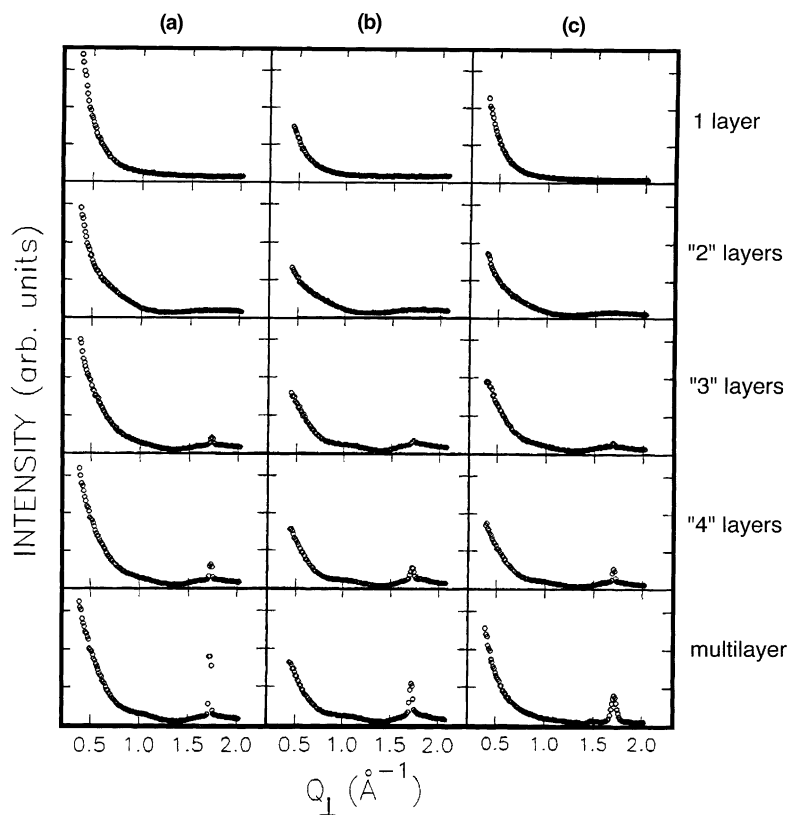 (a) (b) (c)
1 layer
"2" layers
"3" layers
"4" layers
multilayer
INTENSITY (arb. units)
0.5 1.0 1.5 2.0 0.5 1.0 1.5 2.0 0.5 1.0 1.5 2.0
Q⊥ (Å⁻¹)